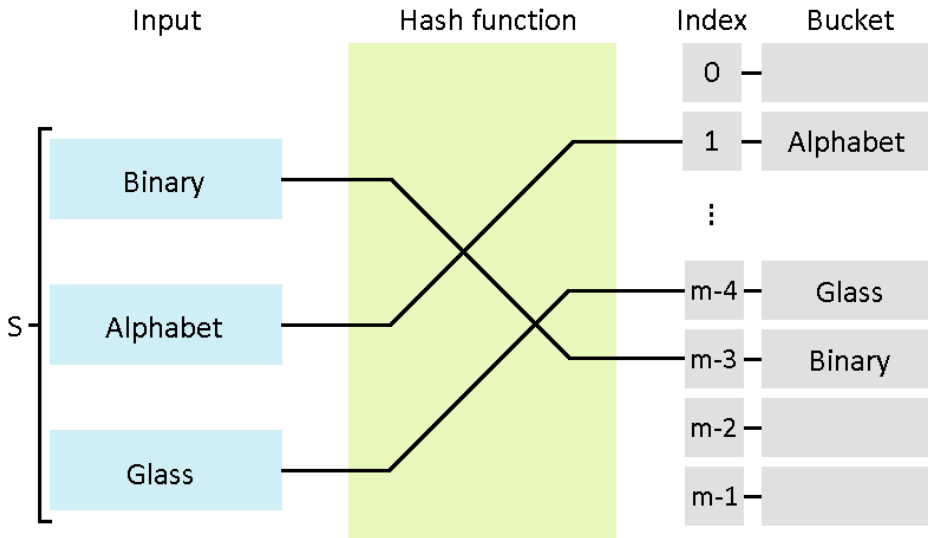 Input
Hash function
Index
Bucket
0
1
Alphabet
Binary
⋮
m-4
Glass
S
Alphabet
m-3
Binary
m-2
Glass
m-1